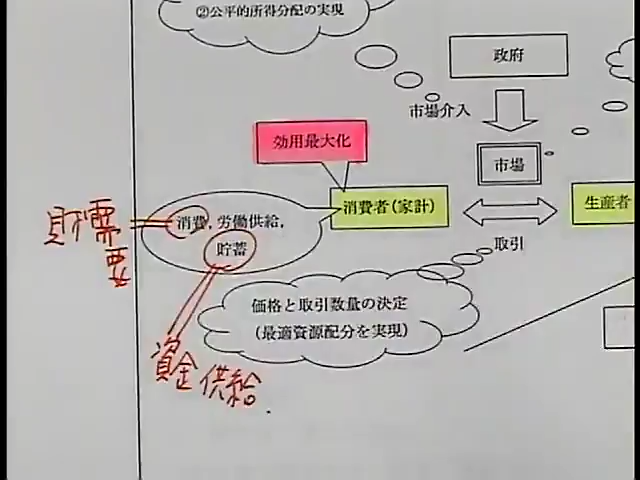 ②公平的所得分配の実現
政府
市場介入
効用最大化
市場
消費者(家計)
生産者
消費, 労働供給,
貯蓄
財需
要
取引
価格と取引数量の決定
(最適資源配分を実現)
資金供給.